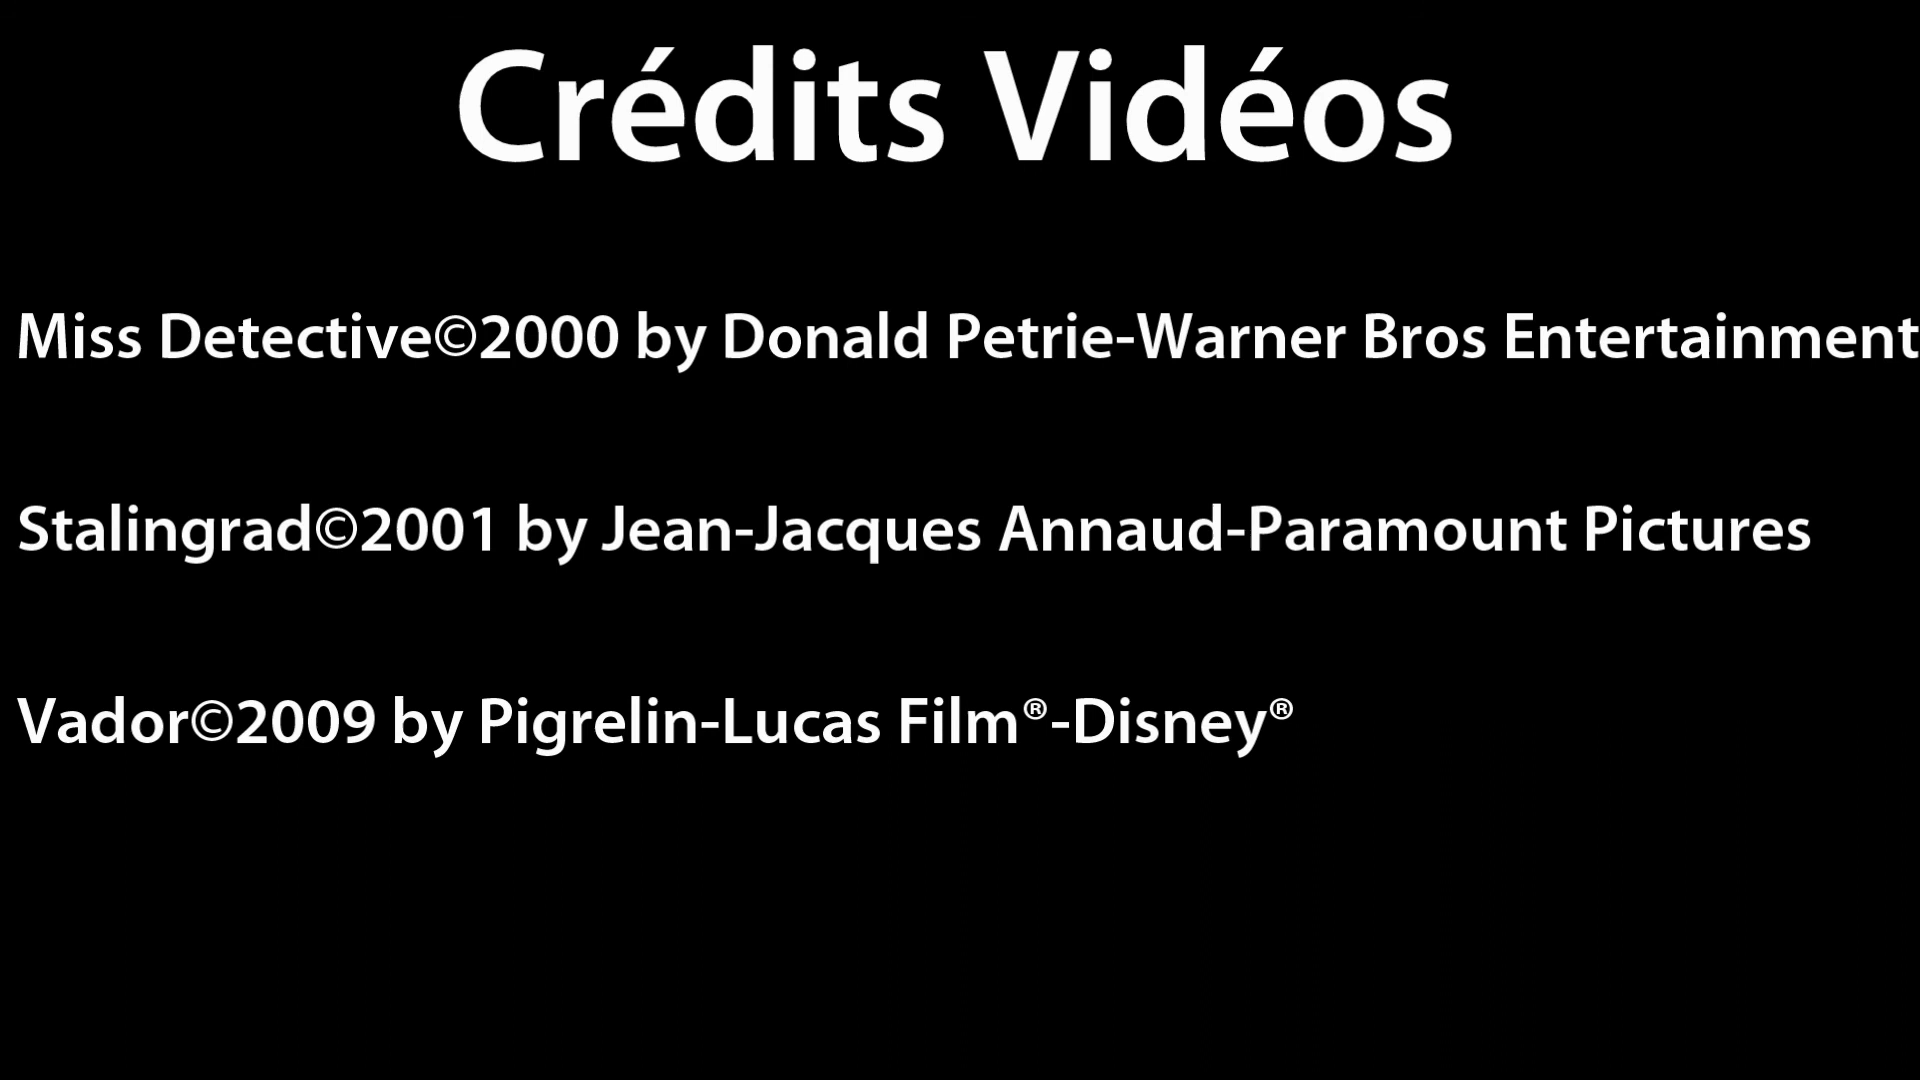 Crédits Vidéos
Miss Detective©2000 by Donald Petrie-Warner Bros Entertainment
Stalingrad©2001 by Jean-Jacques Annaud-Paramount Pictures
Vador©2009 by Pigrelin-Lucas Film®-Disney®